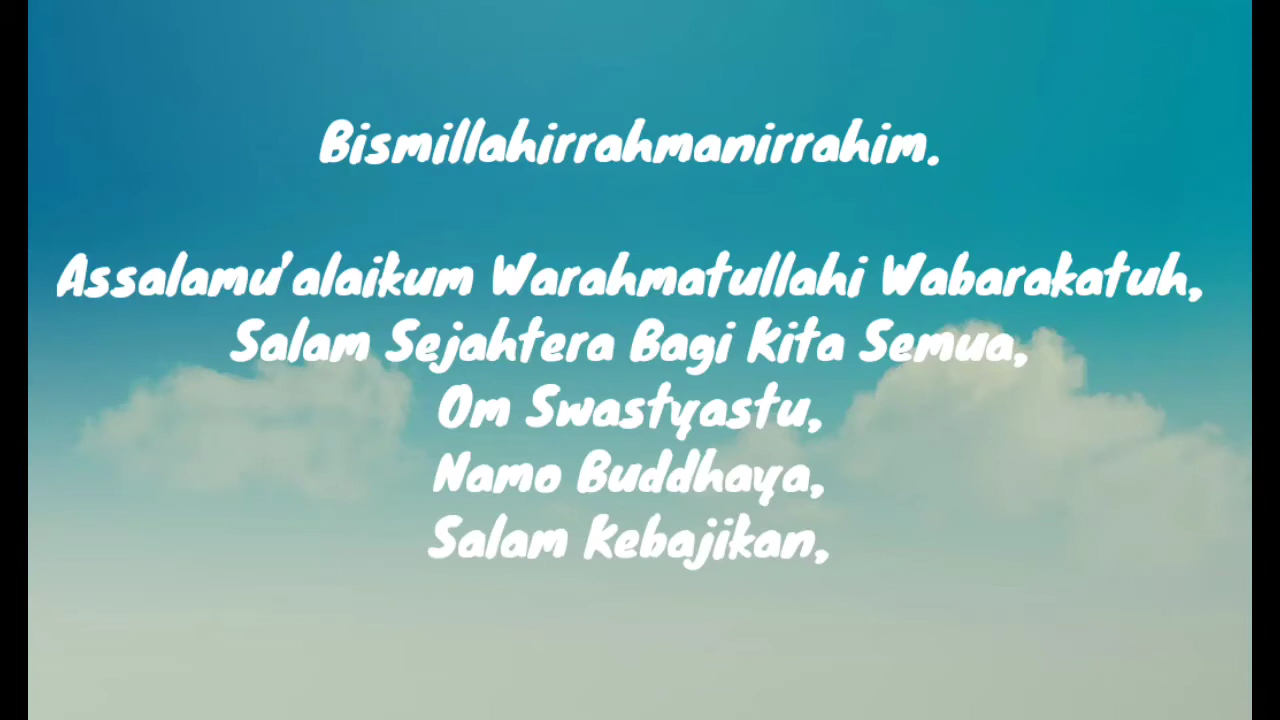 Bismillahirrahmanirrahim.
Assalamu'alaikum Warahmatullahi Wabarakatuh,
Salam Sejahtera Bagi Kita Semua,
Om Swastyastu,
Namo Buddhaya,
Salam Kebajikan,